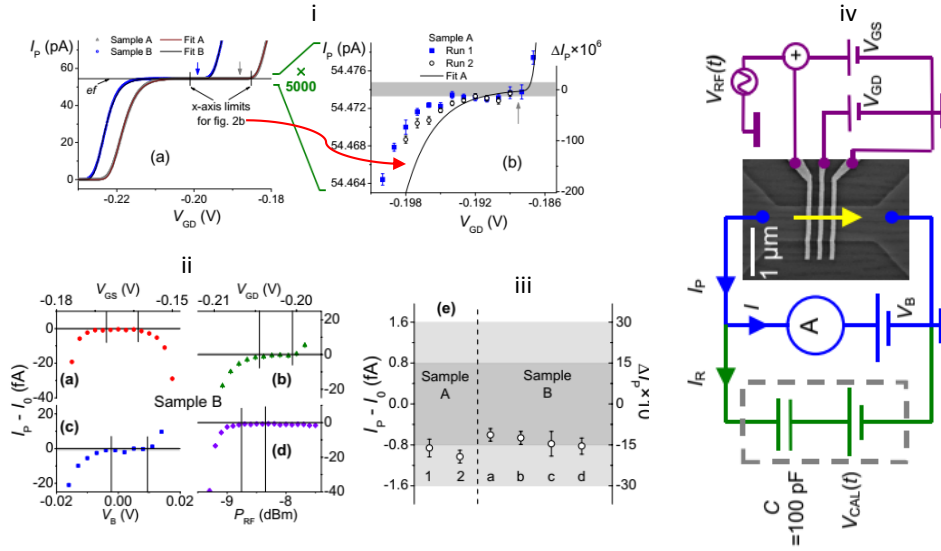 i
I_P (pA)
Sample A
Sample B
Fit A
Fit B
60
40
20
0
ef
x-axis limits
for fig. 2b
(a)
-0.22
-0.20
-0.18
V_GD (V)
×
5000
I_P (pA)
54.476
54.472
54.468
54.464
Sample A
Run 1
Run 2
Fit A
ΔI_P×10^6
0
-100
-200
(b)
-0.198
-0.192
-0.186
V_GD (V)
ii
V_GS (V)
-0.18
-0.15
V_GD (V)
-0.21
-0.20
I_P - I_0 (fA)
0
-20
-40
20
0
-20
(a)
20
0
20
(b)
Sample B
(c)
(d)
0
20
40
-0.02
0.00
0.02
V_B (V)
-9
-8
P_RF (dBm)
iii
(e)
I_P - I_0 (fA)
1.6
0.8
0.0
-0.8
-1.6
Sample
A
Sample
B
1
2
a
b
c
d
30
15
0
-15
-30
ΔI_P×10
iv
V_RF(t)
+
V_GS
V_GD
1 μm
I_P
I
A
V_B
I_R
C
=100 pF
V_CAL(t)